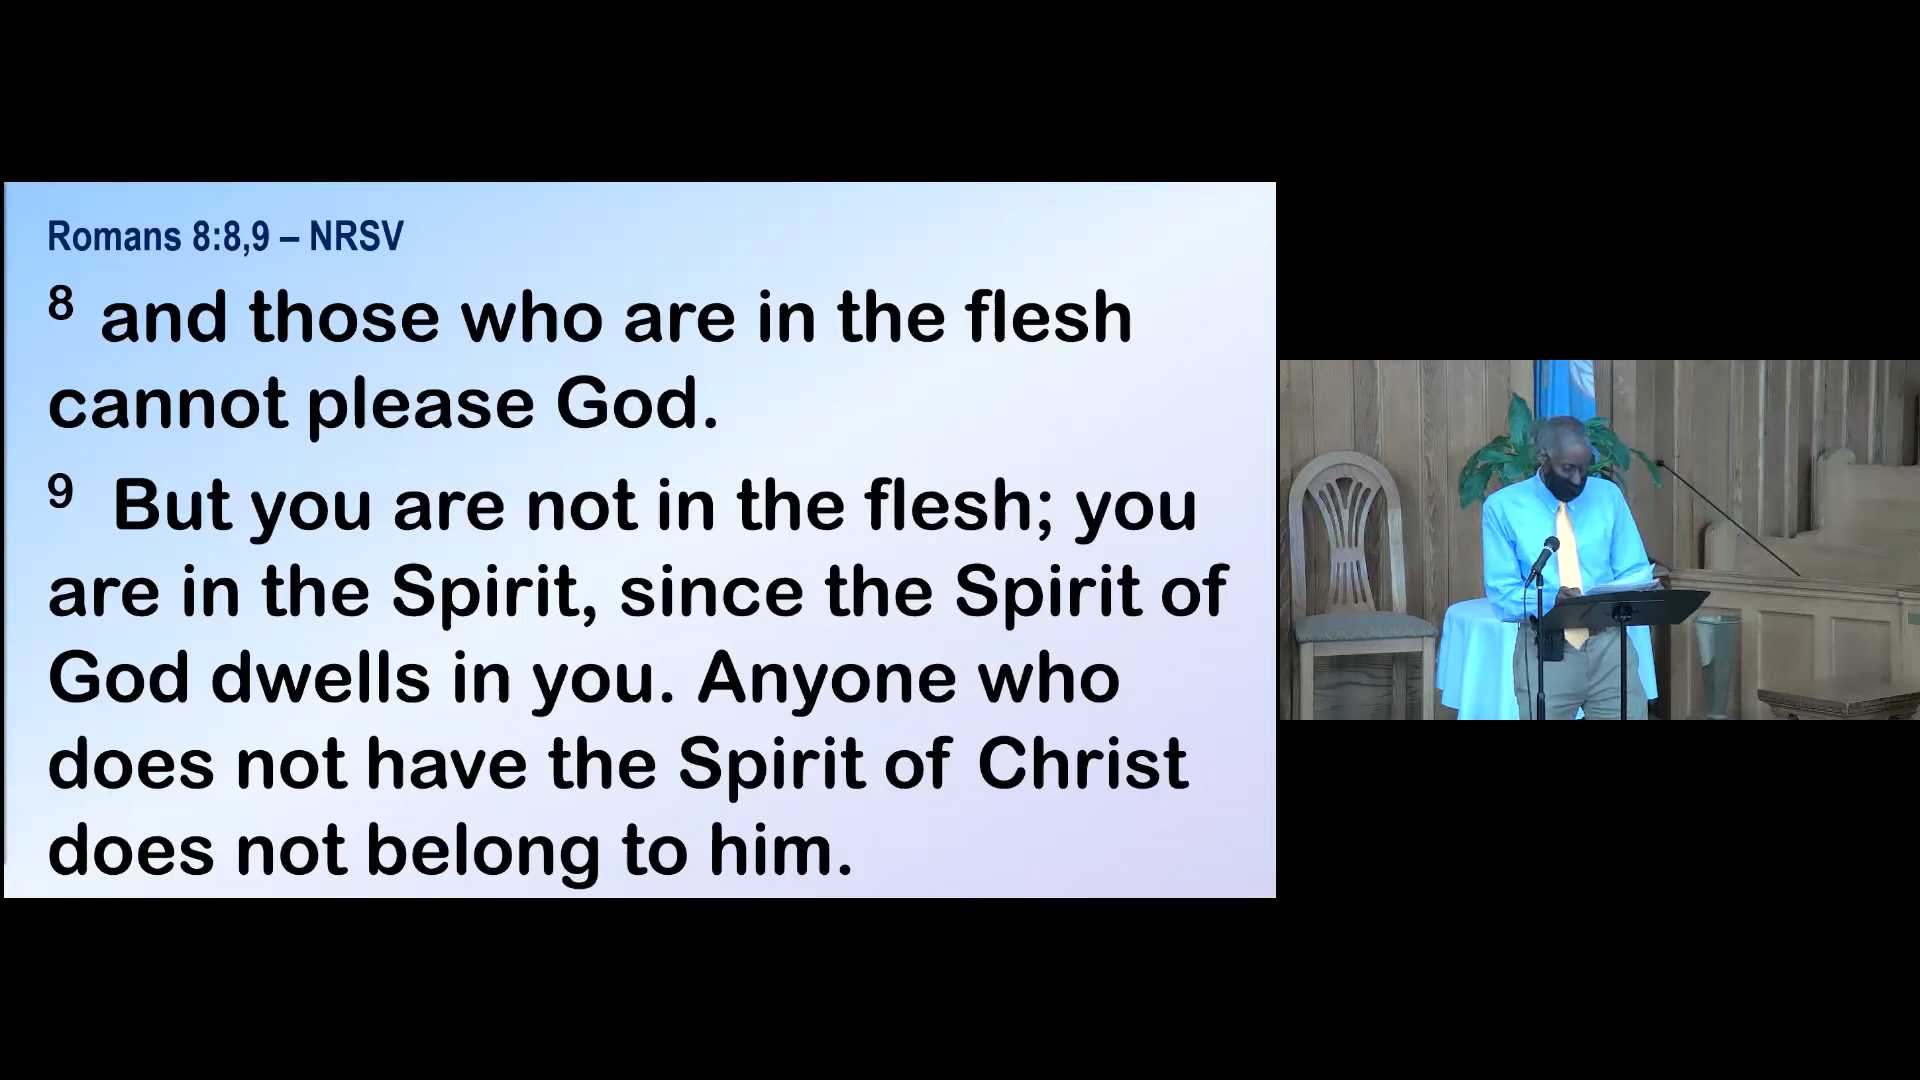 Romans 8:8,9 – NRSV
8 and those who are in the flesh
cannot please God.
9 But you are not in the flesh; you
are in the Spirit, since the Spirit of
God dwells in you. Anyone who
does not have the Spirit of Christ
does not belong to him.